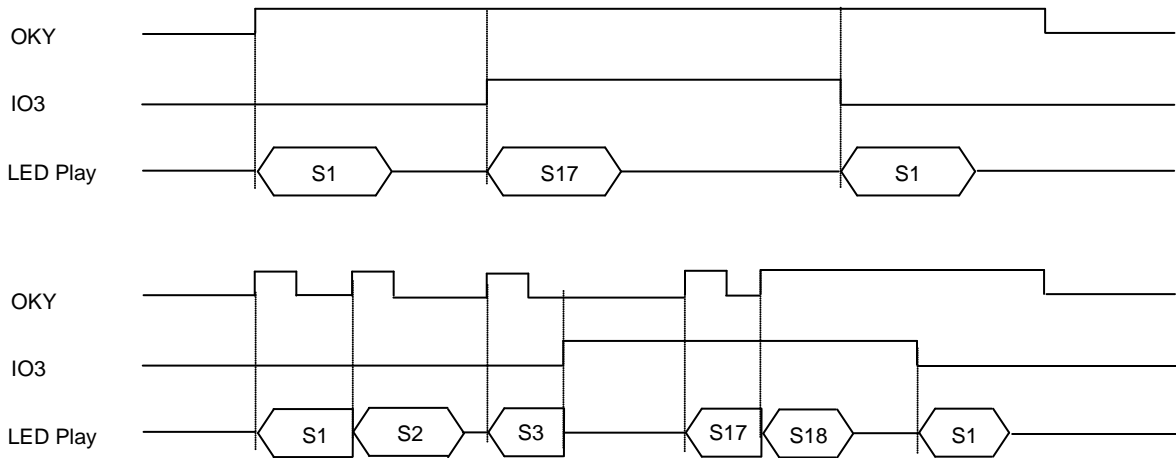 OKY
IO3
LED Play S1 S17 S1
OKY
IO3
LED Play S1 S2 S3 S17 S18 S1